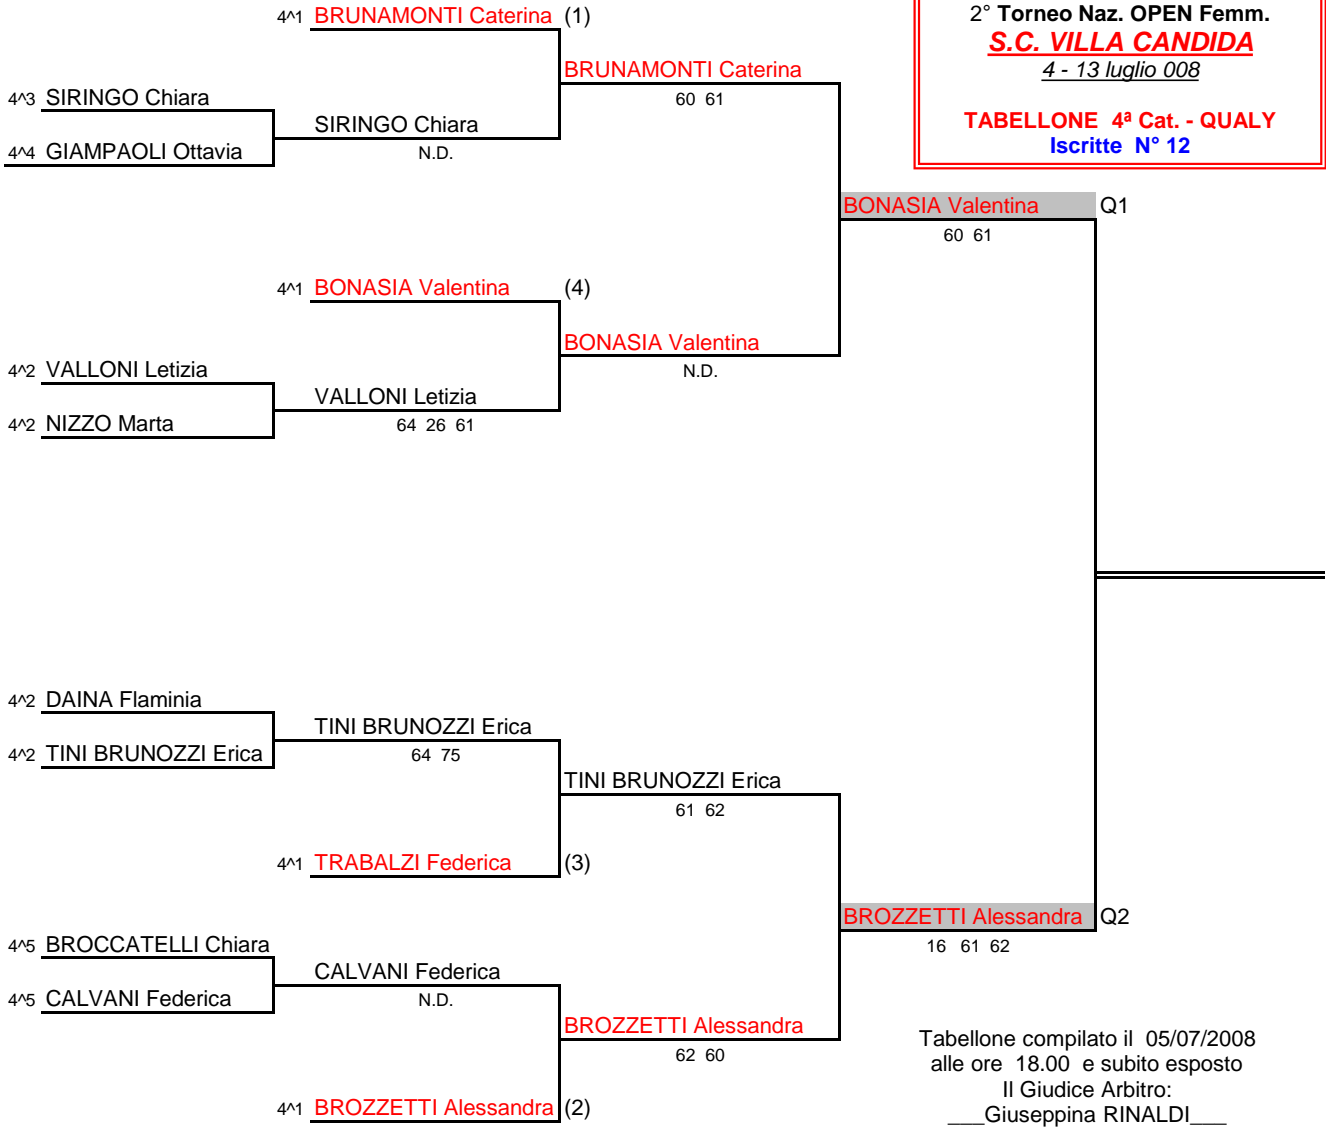 4^1 BRUNAMONTI Caterina (1)
2° Torneo Naz. OPEN Femm.
S.C. VILLA CANDIDA
4 - 13 luglio 008
TABELLONE 4ª Cat. - QUALY
Iscritte N° 12
BRUNAMONTI Caterina
60 61
4^3 SIRINGO Chiara
SIRINGO Chiara
N.D.
4^4 GIAMPAOLI Ottavia
BONASIA Valentina Q1
60 61
4^1 BONASIA Valentina (4)
BONASIA Valentina
N.D.
4^2 VALLONI Letizia
VALLONI Letizia
64 26 61
4^2 NIZZO Marta
4^2 DAINA Flaminia
TINI BRUNOZZI Erica
64 75
4^2 TINI BRUNOZZI Erica
TINI BRUNOZZI Erica
61 62
4^1 TRABALZI Federica (3)
BROZZETTI Alessandra Q2
16 61 62
4^5 BROCCATELLI Chiara
CALVANI Federica
N.D.
4^5 CALVANI Federica
BROZZETTI Alessandra
62 60
4^1 BROZZETTI Alessandra (2)
Tabellone compilato il 05/07/2008
alle ore 18.00 e subito esposto
Il Giudice Arbitro:
___Giuseppina RINALDI___